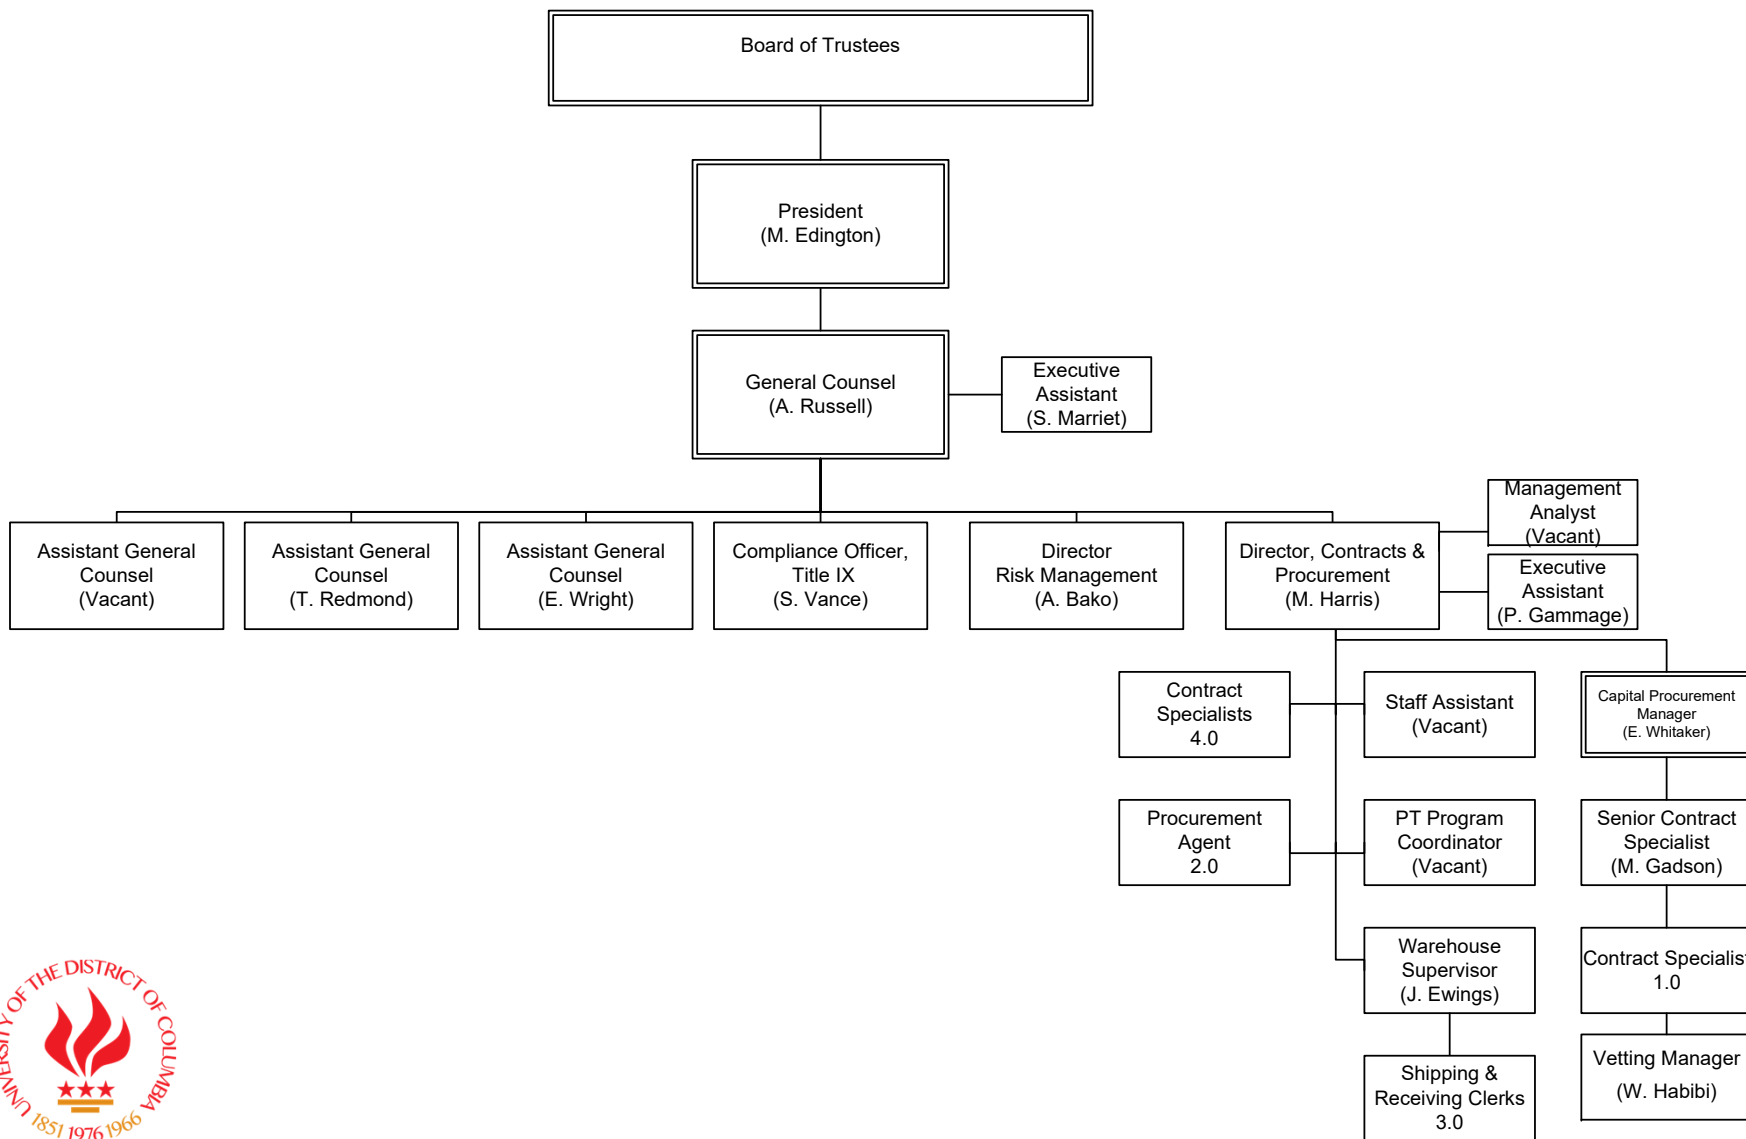 Board of Trustees
President
(M. Edington)
General Counsel
(A. Russell)
Executive
Assistant
(S. Marriet)
Management
Analyst
(Vacant)
Executive
Assistant
(P. Gammage)
Assistant General
Counsel
(Vacant)
Assistant General
Counsel
(T. Redmond)
Assistant General
Counsel
(E. Wright)
Compliance Officer,
Title IX
(S. Vance)
Director
Risk Management
(A. Bako)
Director, Contracts &
Procurement
(M. Harris)
Contract
Specialists
4.0
Staff Assistant
(Vacant)
Capital Procurement
Manager
(E. Whitaker)
Procurement
Agent
2.0
PT Program
Coordinator
(Vacant)
Senior Contract
Specialist
(M. Gadson)
Warehouse
Supervisor
(J. Ewings)
Contract Specialist
1.0
Shipping &
Receiving Clerks
3.0
Vetting Manager
(W. Habibi)
UNIVERSITY OF THE DISTRICT OF COLUMBIA
1851 1976 1966